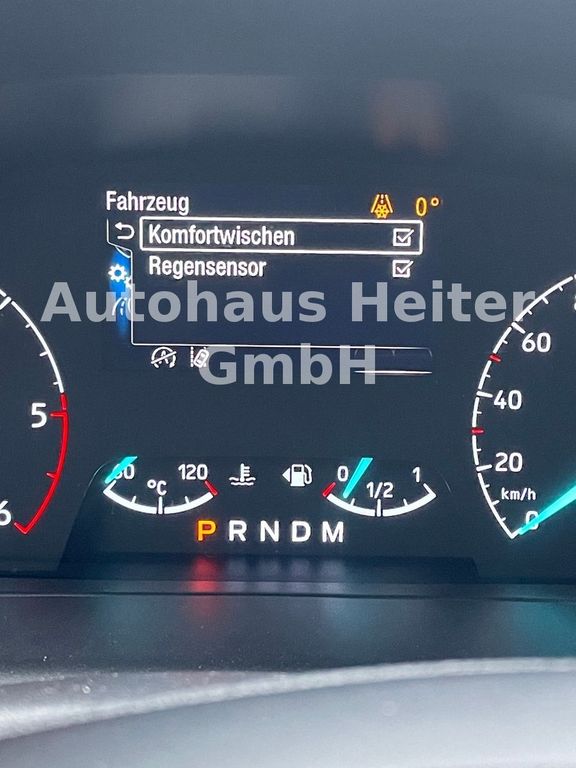 Fahrzeug 0°
Komfortwischen
Regensensor
Autohaus Heiter
GmbH
60
5
40
20
km/h
0
6
120
°C
0 1/2 1
P R N D M